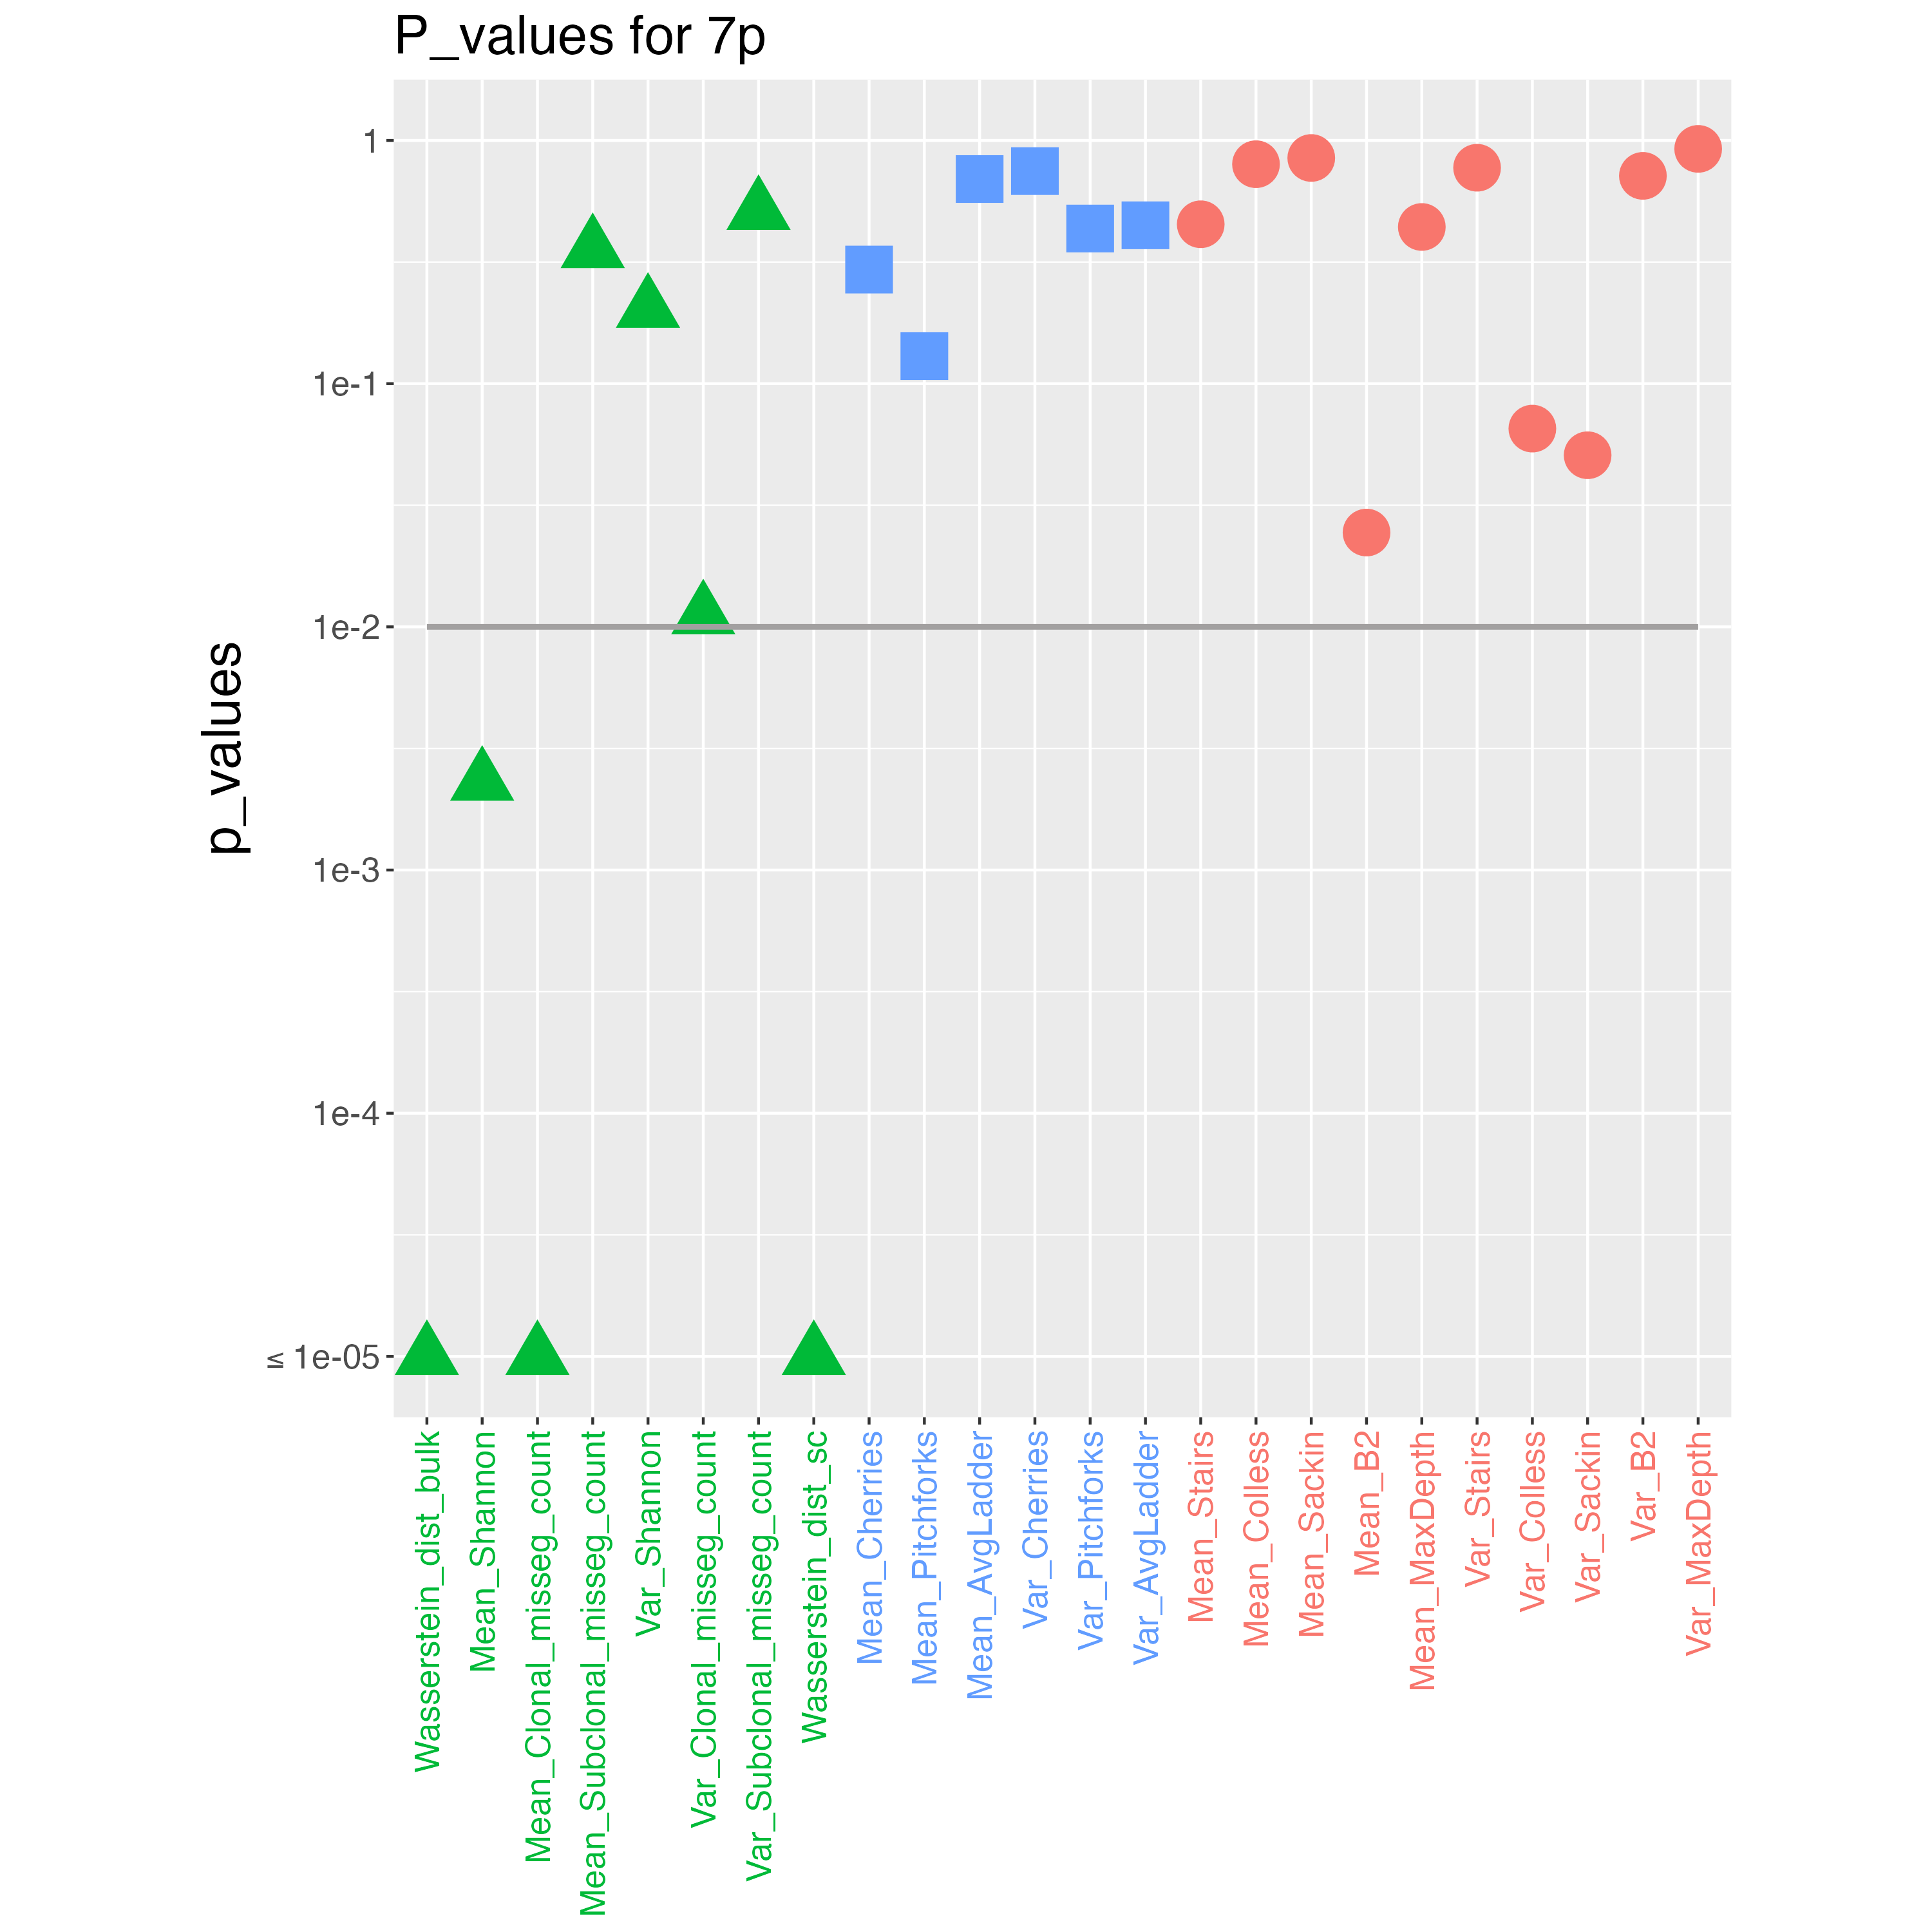 P_values for 7p
p_values
1
1e-1
1e-2
1e-3
1e-4
≤ 1e-05
Wasserstein_dist_bulk
Mean_Shannon
Mean_Clonal_misseg_count
Mean_Subclonal_misseg_count
Var_Shannon
Var_Clonal_misseg_count
Var_Subclonal_misseg_count
Wasserstein_dist_sc
Mean_Cherries
Mean_Pitchforks
Mean_AvgLadder
Var_Cherries
Var_Pitchforks
Var_AvgLadder
Mean_Stairs
Mean_Colless
Mean_Sackin
Mean_B2
Mean_MaxDepth
Var_Stairs
Var_Colless
Var_Sackin
Var_B2
Var_MaxDepth